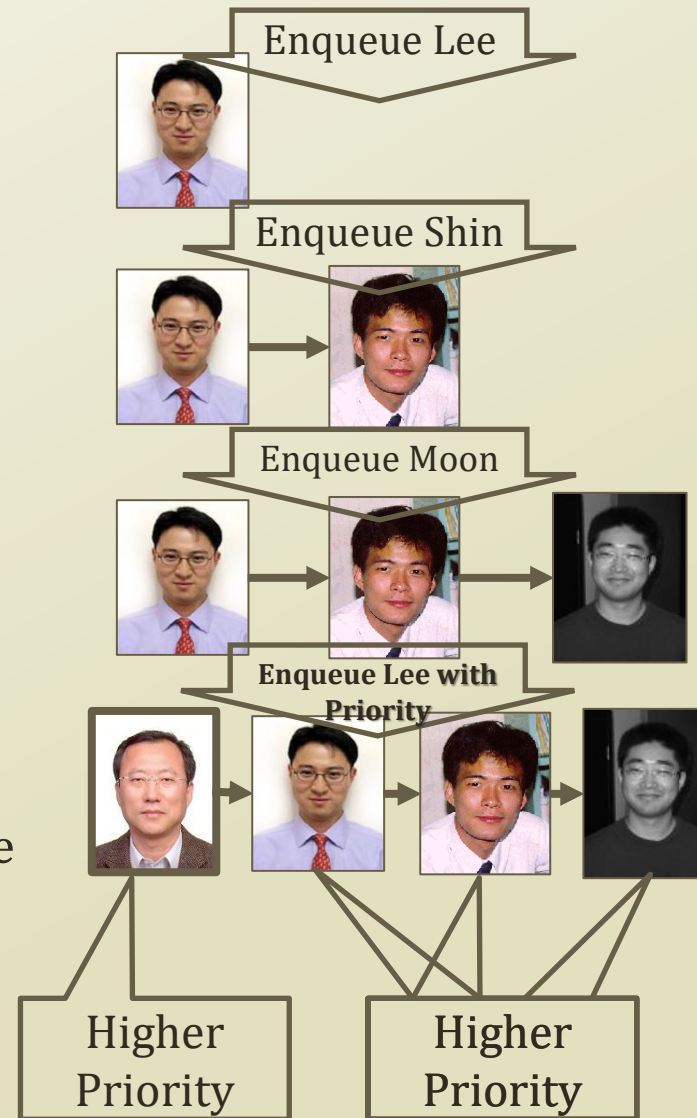 Enqueue Lee
Enqueue Shin
Enqueue Moon
Enqueue Lee with
Priority
e
Higher
Priority
Higher
Priority